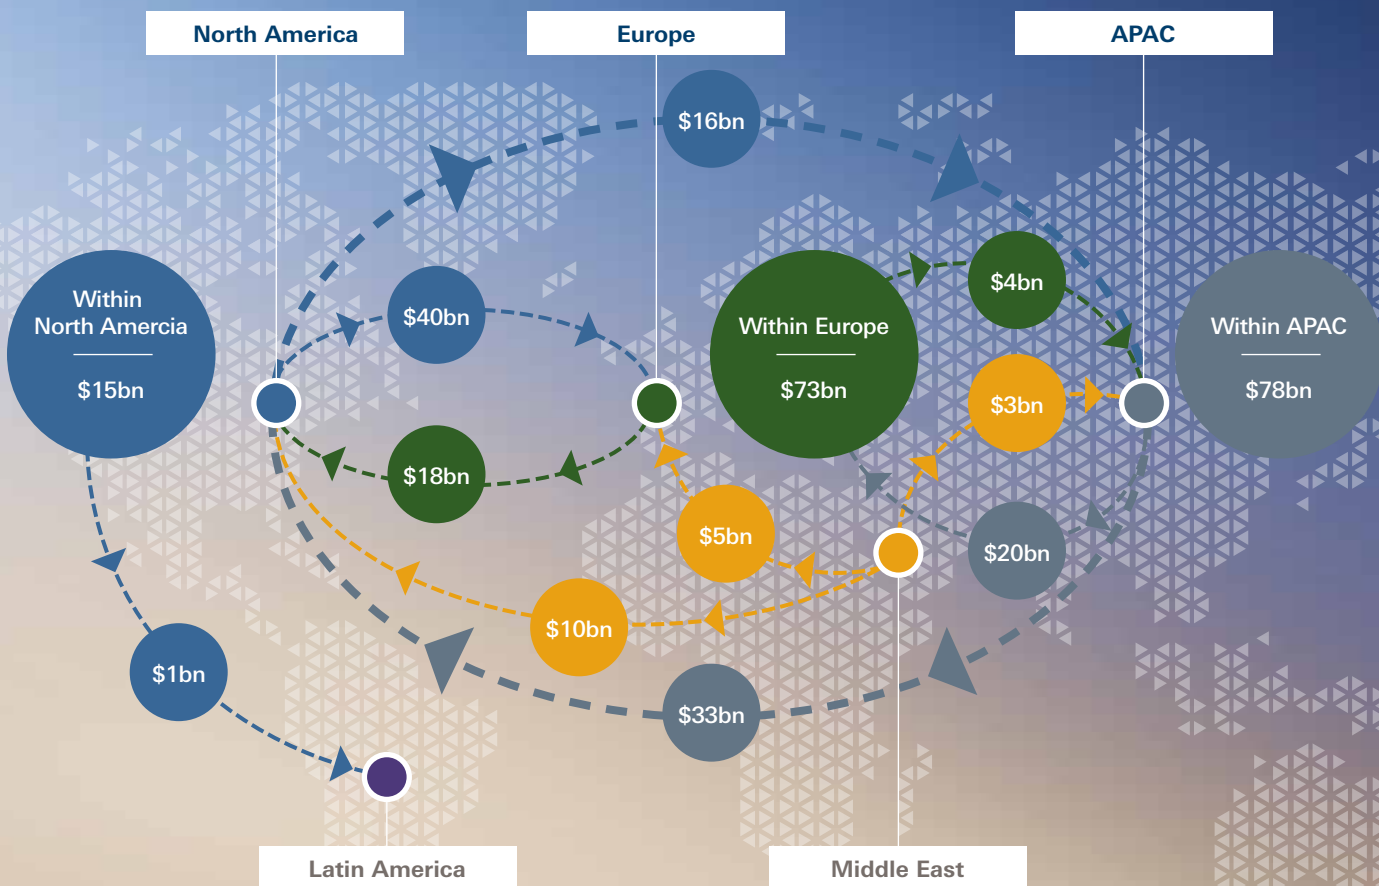 North America
Europe
APAC
$16bn
Within
North Amercia
$15bn
$40bn
Within Europe
$73bn
$4bn
Within APAC
$78bn
$3bn
$18bn
$5bn
$20bn
$10bn
$1bn
$33bn
Latin America
Middle East